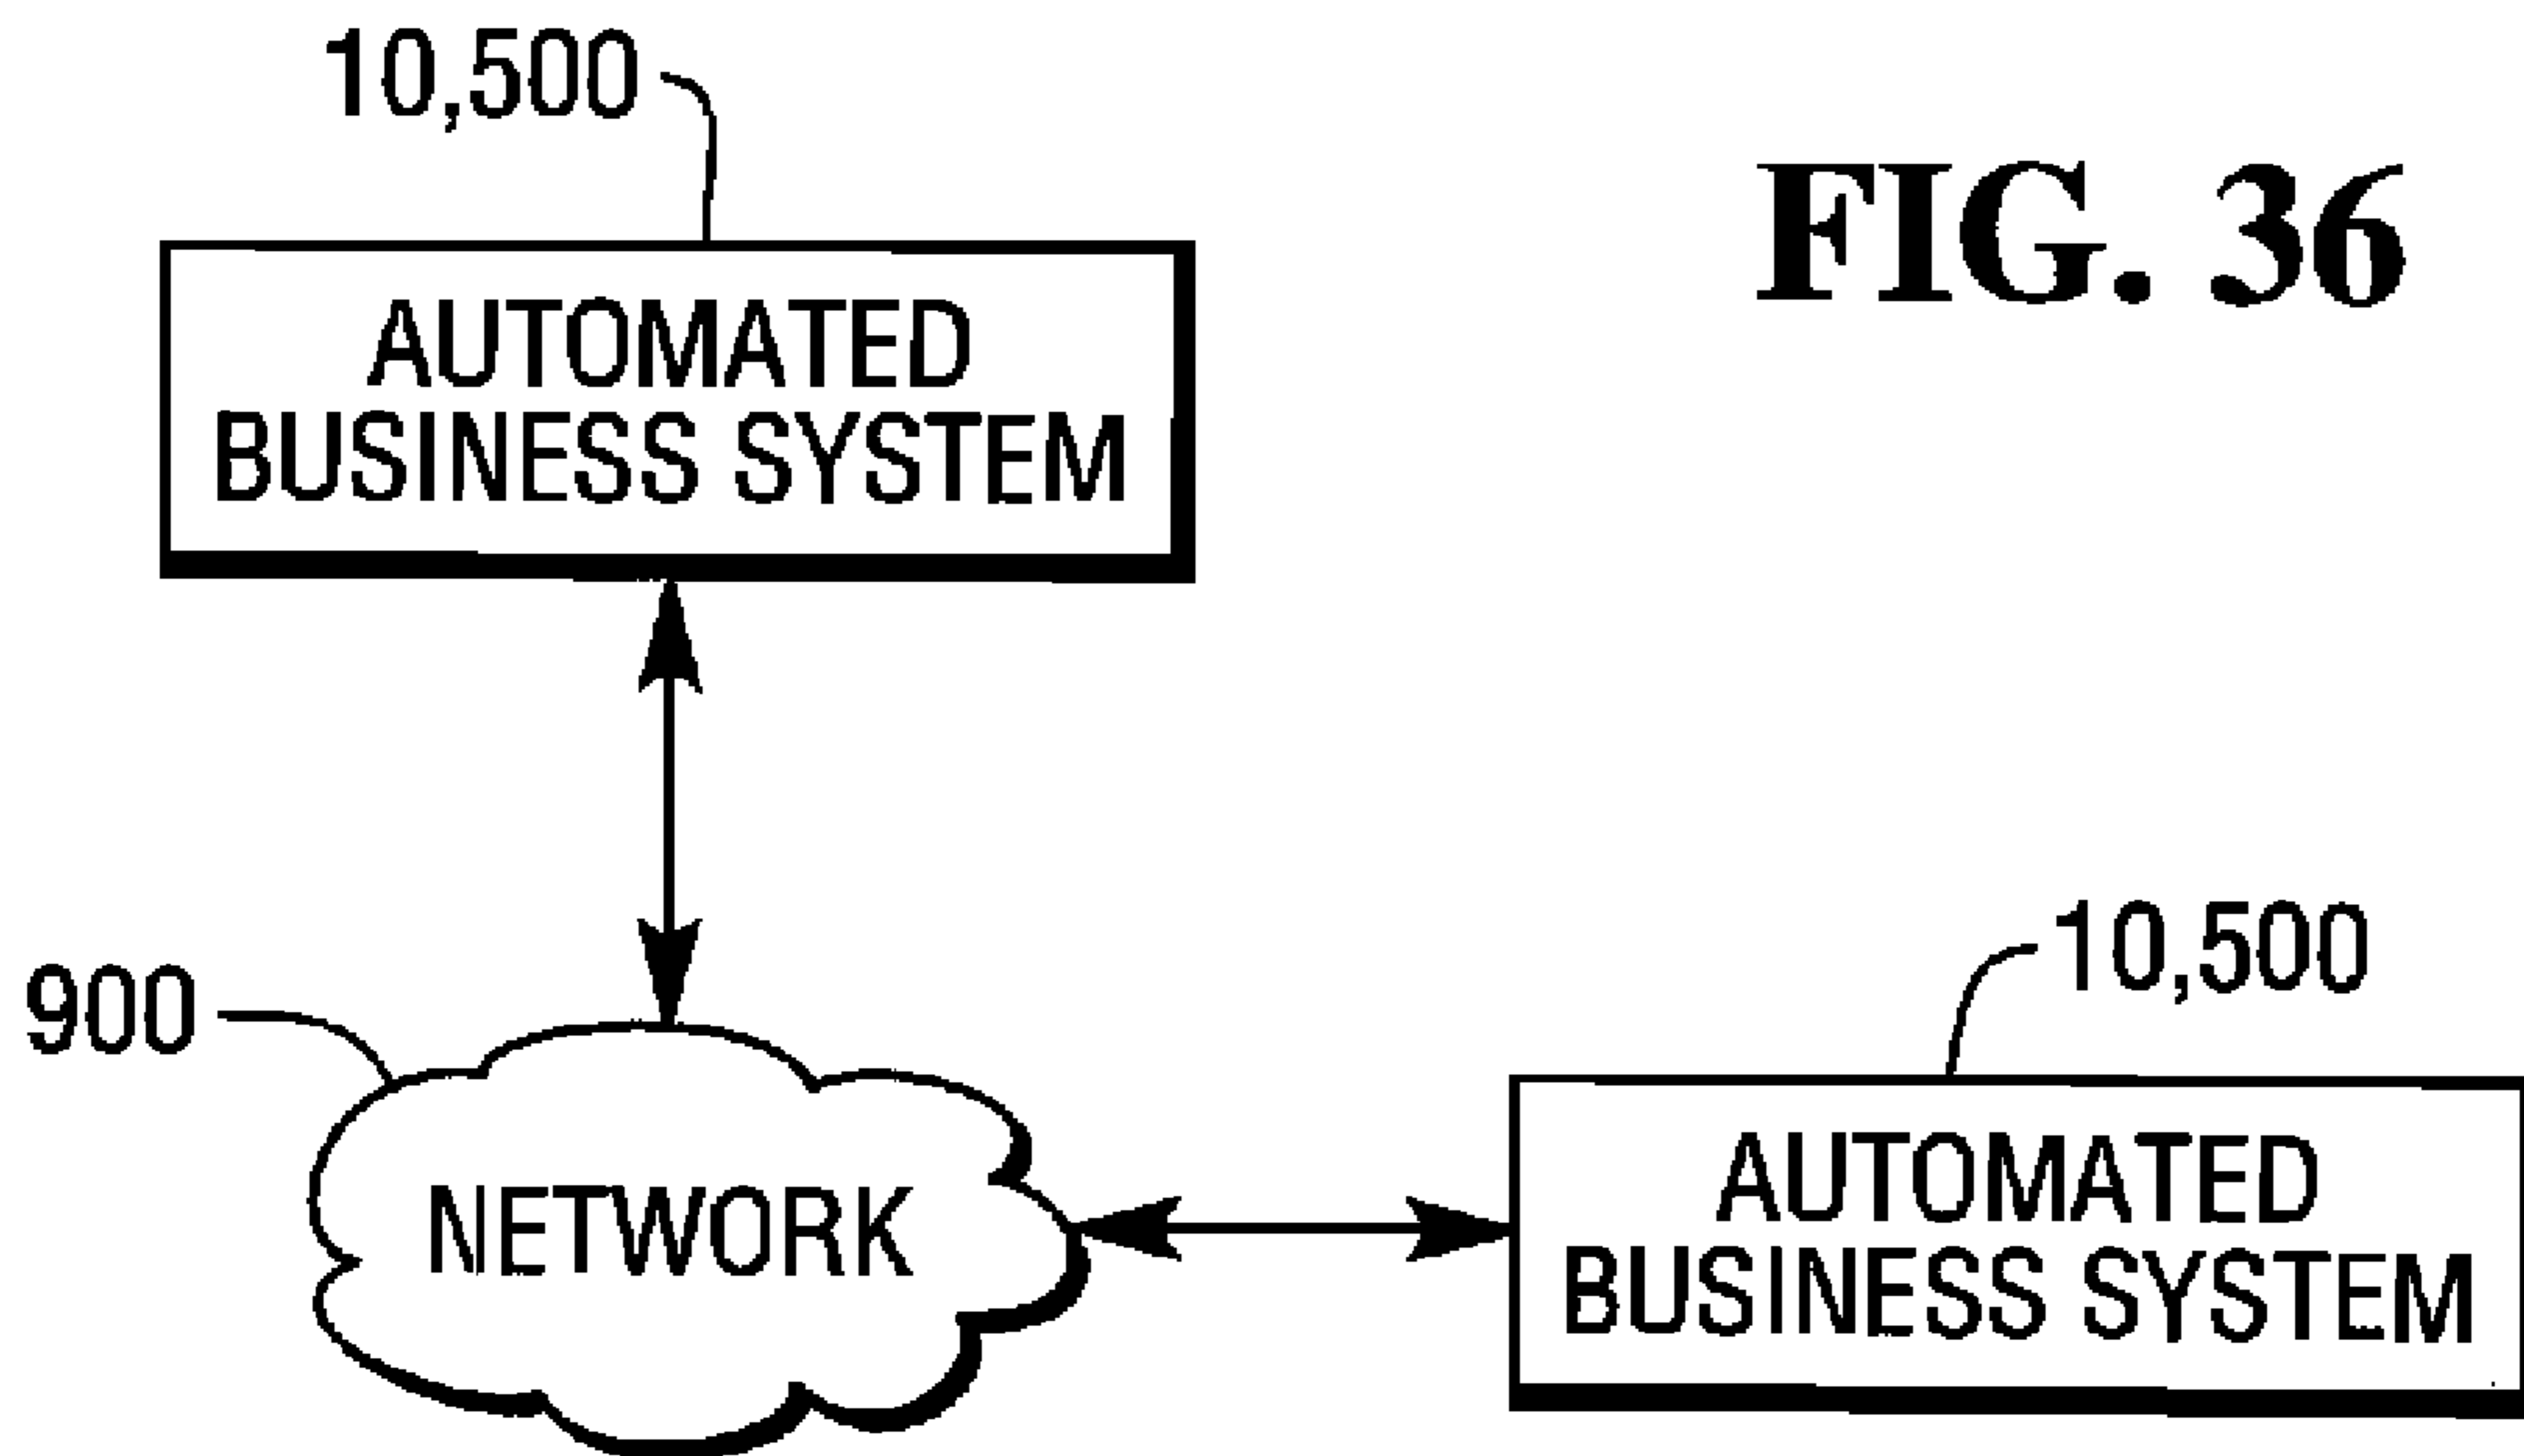 10,500
FIG. 36
AUTOMATED
BUSINESS SYSTEM
900
10,500
NETWORK
AUTOMATED
BUSINESS SYSTEM